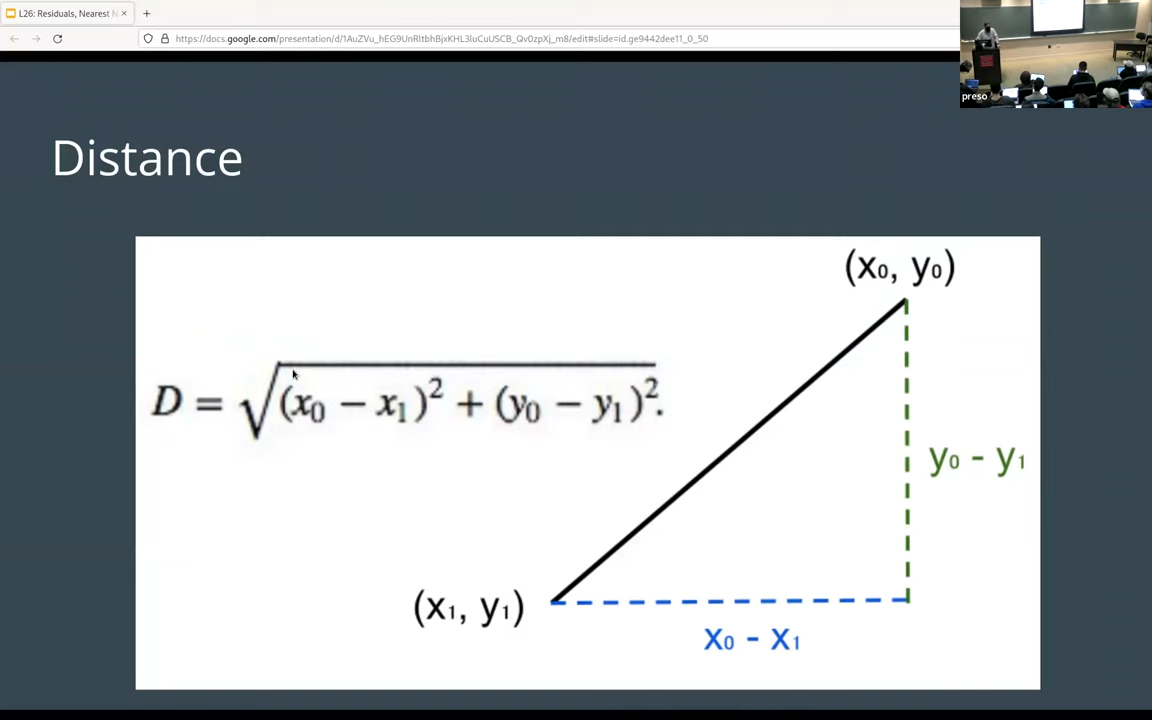 L26: Residuals, Nearest N
https://docs.google.com/presentation/d/1AuZVu_hEG9UnRltbhBjxKHL3luCuUSCB_Qv0zpXj_m8/edit#slide=id.ge9442dee11_0_50
preso
Distance
(x₀, y₀)
D = √(x₀ − x₁)² + (y₀ − y₁)².
y₀ - y₁
(x₁, y₁)
x₀ - x₁